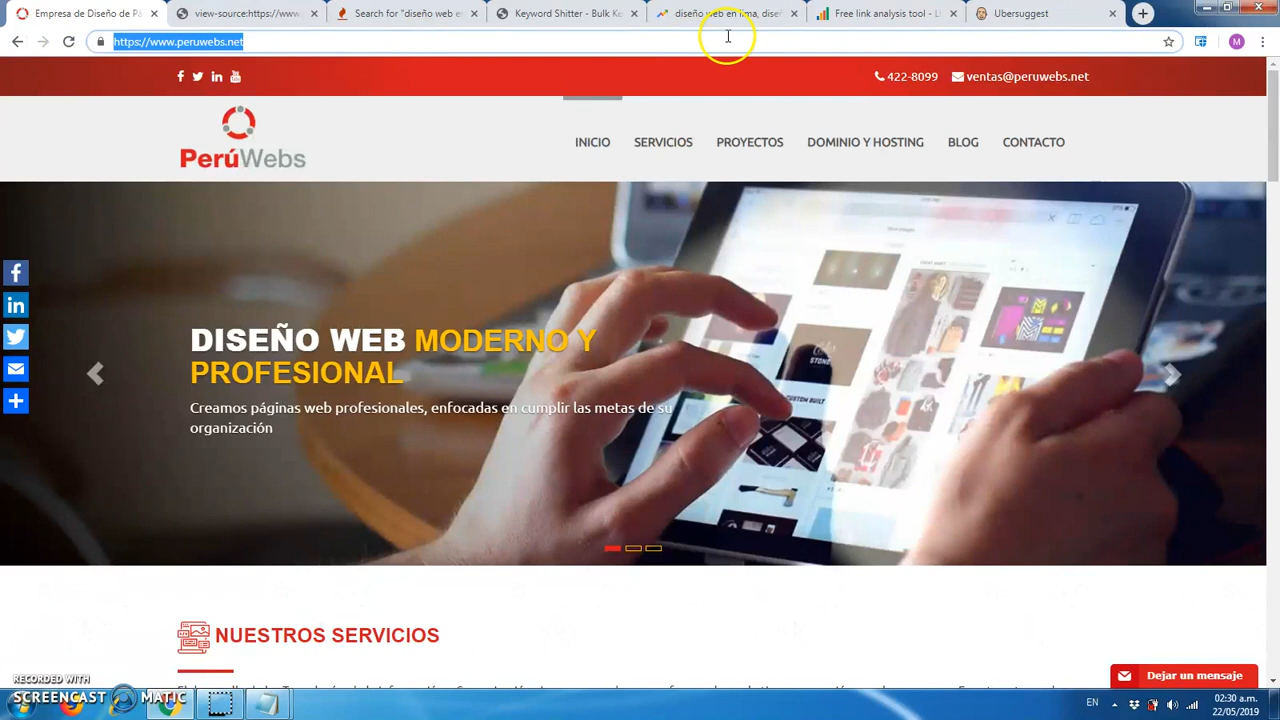 Empresa de Diseño de Pá
view-source:https://www.
Search for "diseño web en
Keyword Shitter - Bulk Ke
diseño web en lima, diseñ
Free link analysis tool - L
Ubersuggest
https://www.peruwebs.net
M
422-8099 ventas@peruwebs.net
PerúWebs
INICIO SERVICIOS PROYECTOS DOMINIO Y HOSTING BLOG CONTACTO
DISEÑO WEB MODERNO Y
PROFESIONAL
Creamos páginas web profesionales, enfocadas en cumplir las metas de su
organización
NUESTROS SERVICIOS
Dejar un mensaje
RECORDED WITH
SCREENCAST MATIC
EN
02:30 a.m.
22/05/2019